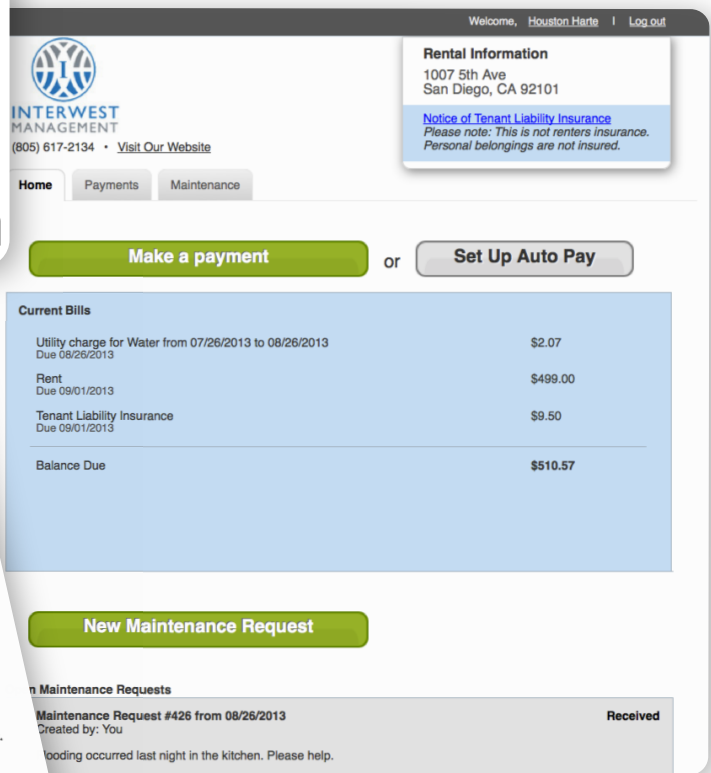 Welcome, Houston Harte | Log out
INTERWEST
MANAGEMENT
(805) 617-2134 • Visit Our Website
Rental Information
1007 5th Ave
San Diego, CA 92101
Notice of Tenant Liability Insurance
Please note: This is not renters insurance.
Personal belongings are not insured.
Home Payments Maintenance
Make a payment or Set Up Auto Pay
Current Bills
Utility charge for Water from 07/26/2013 to 08/26/2013 $2.07
Due 08/26/2013
Rent $499.00
Due 09/01/2013
Tenant Liability Insurance $9.50
Due 09/01/2013
Balance Due $510.57
New Maintenance Request
Maintenance Requests
Maintenance Request #426 from 08/26/2013 Received
Created by: You
occurred last night in the kitchen. Please help.